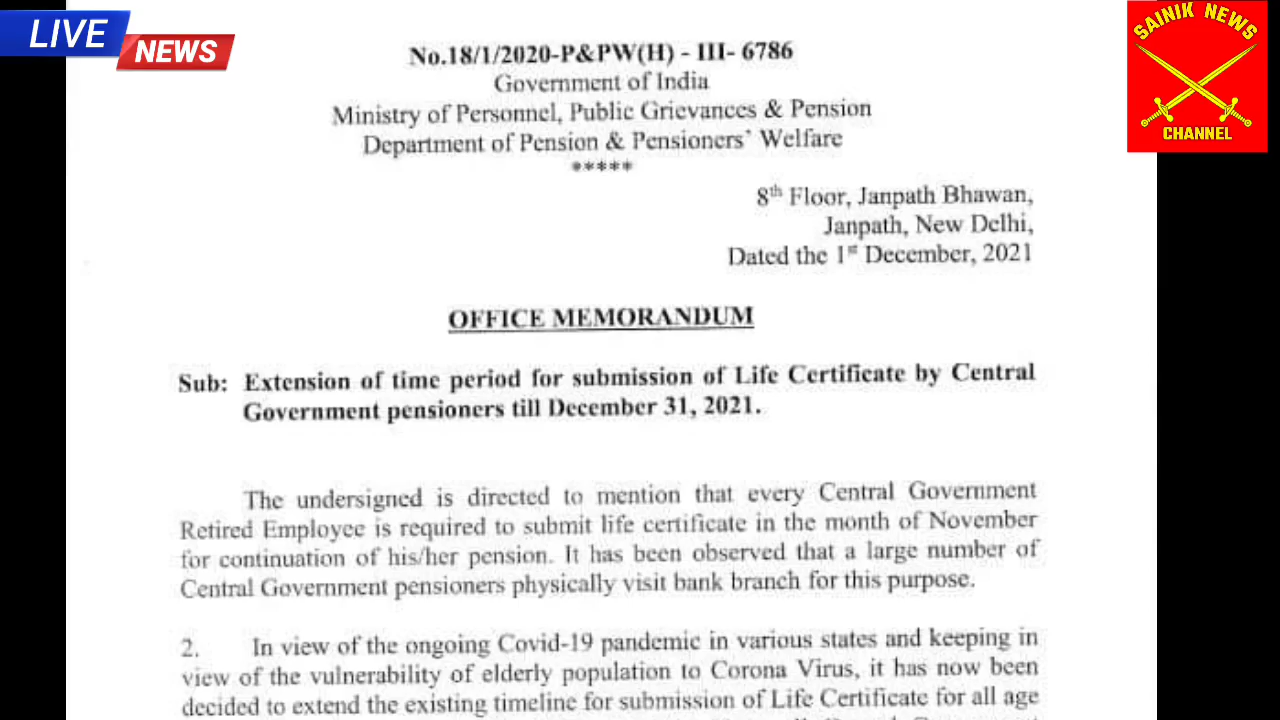 LIVE
NEWS
SAINIK NEWS
CHANNEL
No.18/1/2020-P&PW(H) - III- 6786
Government of India
Ministry of Personnel, Public Grievances & Pension
Department of Pension & Pensioners' Welfare
*****
8th Floor, Janpath Bhawan,
Janpath, New Delhi,
Dated the 1st December, 2021
OFFICE MEMORANDUM
Sub: Extension of time period for submission of Life Certificate by Central
Government pensioners till December 31, 2021.
The undersigned is directed to mention that every Central Government
Retired Employee is required to submit life certificate in the month of November
for continuation of his/her pension. It has been observed that a large number of
Central Government pensioners physically visit bank branch for this purpose.
2. In view of the ongoing Covid-19 pandemic in various states and keeping in
view of the vulnerability of elderly population to Corona Virus, it has now been
decided to extend the existing timeline for submission of Life Certificate for all age